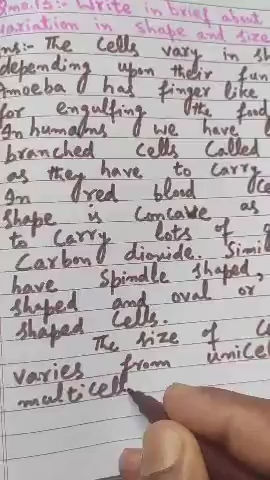 Write in brief about
variation in shape and size
Ans:- The cells vary in sh
depending upon their fun
Amoeba has finger like
for engulfing the food
In humans we have
branched cells called
as they have to carry
In red blood ce
shape is concave as
to carry lots of
Carbon dioxide. Simil
have spindle shaped,
shaped and oval or
shaped cells.
The size of c
varies from unicel
multicell